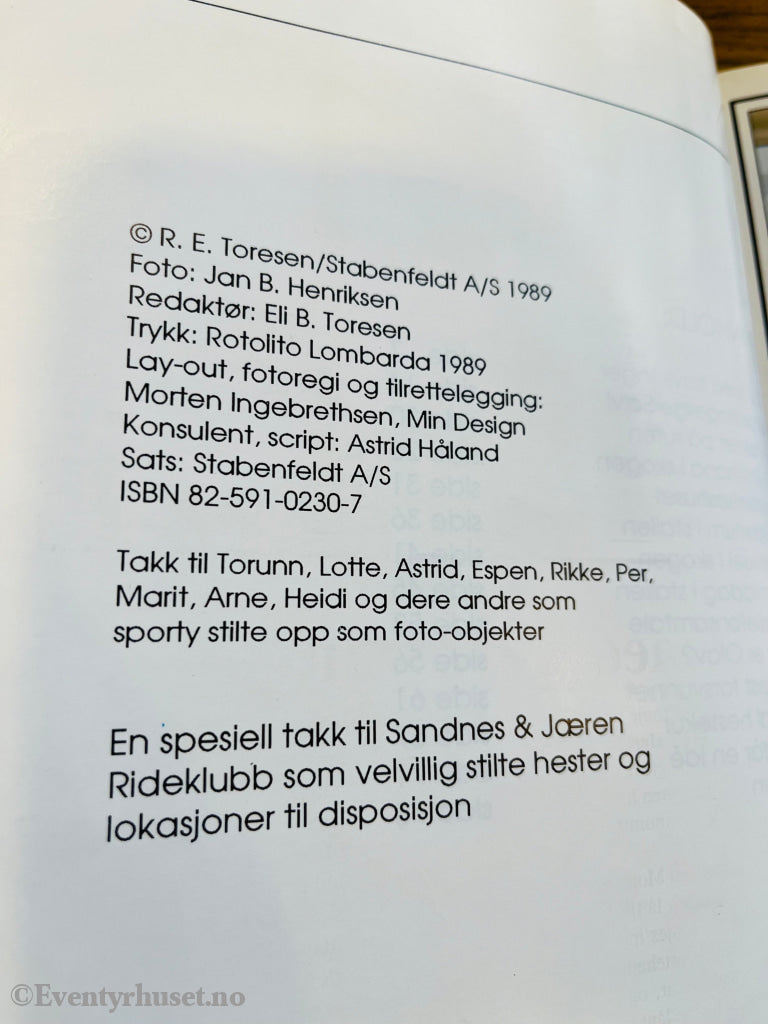 © R. E. Toresen/Stabenfeldt A/S 1989
Foto: Jan B. Henriksen
Redaktør: Eli B. Toresen
Trykk: Rotolito Lombarda 1989
Lay-out, fotoregi og tilrettelegging:
Morten Ingebrethsen, Min Design
Konsulent, script: Astrid Håland
Sats: Stabenfeldt A/S
ISBN 82-591-0230-7
Takk til Torunn, Lotte, Astrid, Espen, Rikke, Per,
Marit, Arne, Heidi og dere andre som
sporty stilte opp som foto-objekter
En spesiell takk til Sandnes & Jæren
Rideklubb som velvillig stilte hester og
lokasjoner til disposisjon
©Eventyrhuset.no